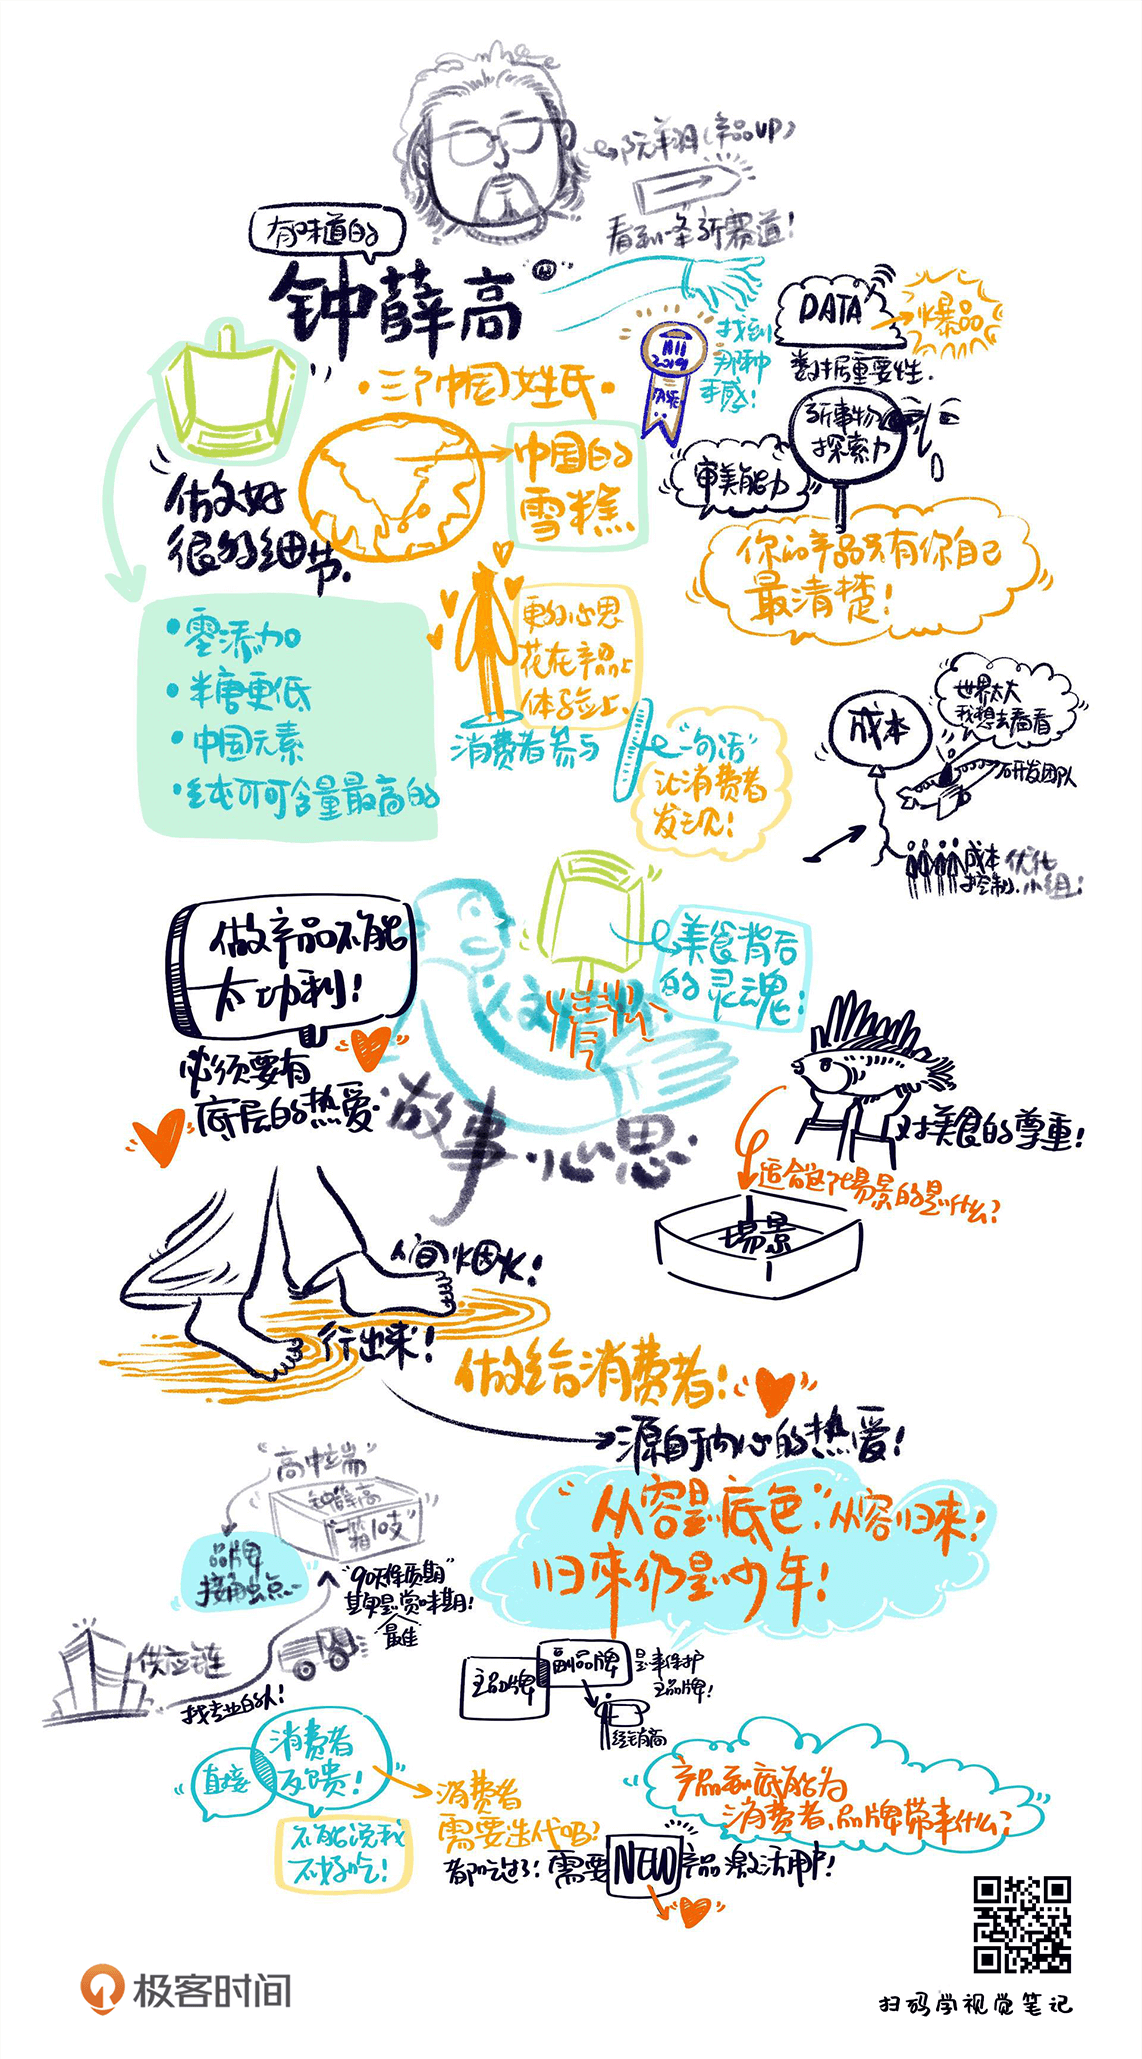 阮羊羽（产品VP）
看到一条新赛道！
有味道的
钟薛高
找到
那种
手感！
2019
DATA
爆品
数据重要性.
·三个中国姓氏·
新事物
探索力
中国的
雪糕
审美能力
做好
很多细节.
你的产品只有你自己
最清楚！
·零添加
·半糖更低
·中国元素
·纯可可含量最高的
更多心思
花在产品上
体验上、
消费者参与
“一句话”
让消费者
发现！
成本
世界太大
我想去看看
研发团队
成本优化
控制、小组！
做产品不能
太功利！
美食背后
的灵魂：
人文情怀
必须要有
底层的热爱
故事·心思
对美食的尊重！
适合这个场景的是什么？
场景
人间烟火！
行出来！
做给消费者！
源自于内心的热爱！
“高中端”
钟薛高
“一箱10支”
品牌
接触点
“90天保质期”
其实是赏味期！
最佳
“从容是底色”：从容归来！
归来仍是少年！
供应链
找专业的人！
主品牌
副品牌
是来保护
主品牌！
经销商
直接
消费者
反馈！
不能说我
不好吃！
消费者
需要迭代吗？
都吃过了！需要NEW产品激活用户！
产品到底能为
消费者、品牌带来什么？
极客时间
扫码学视觉笔记